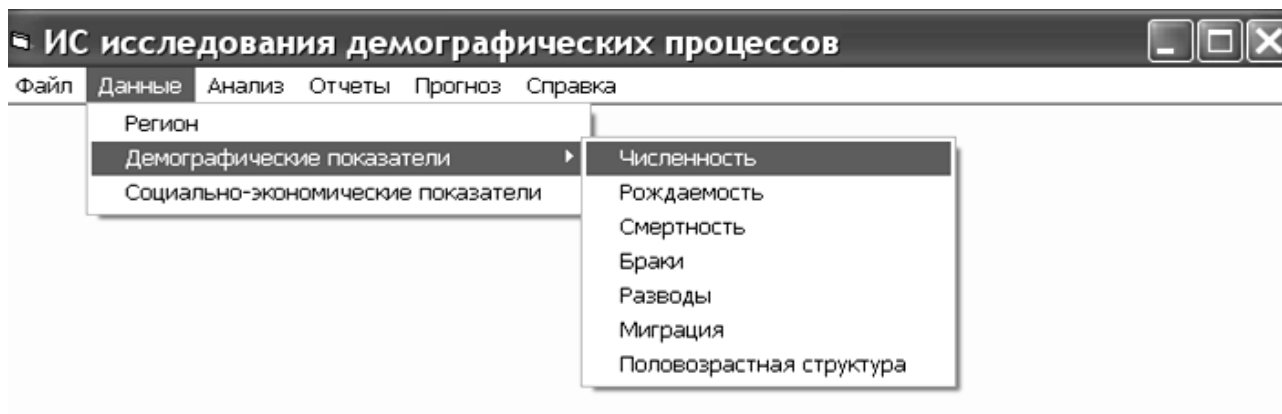 ИС исследования демографических процессов
Файл Данные Анализ Отчеты Прогноз Справка
Регион
Демографические показатели
Социально-экономические показатели
Численность
Рождаемость
Смертность
Браки
Разводы
Миграция
Половозрастная структура